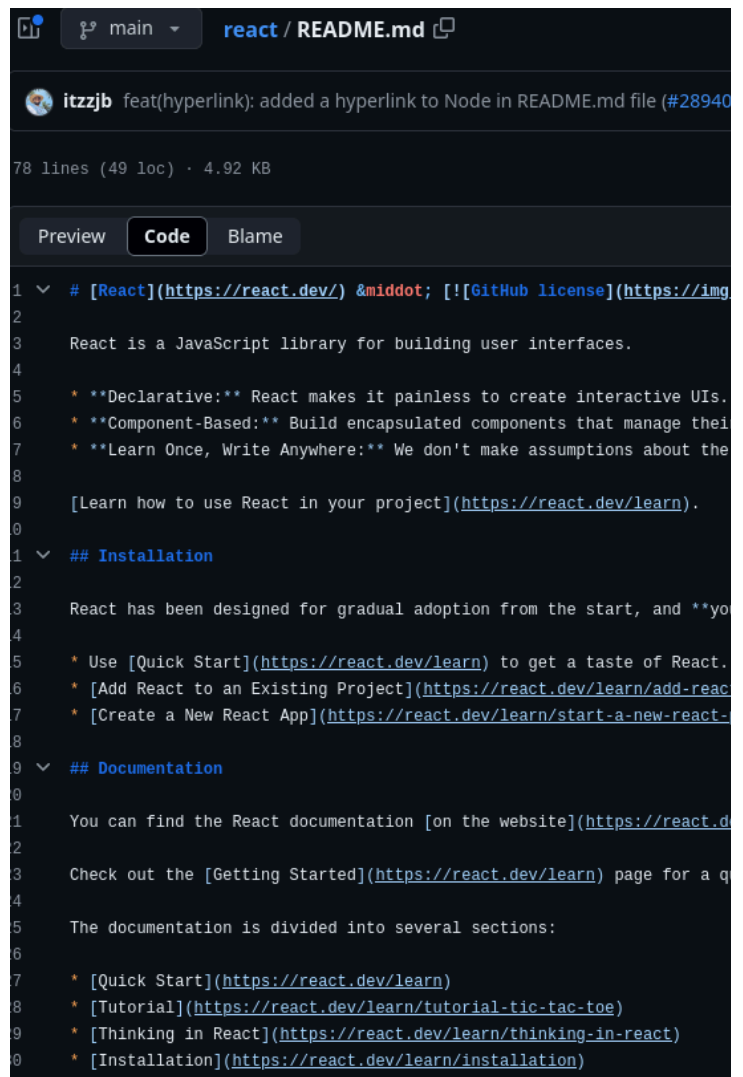 main
react / README.md
itzzjb feat(hyperlink): added a hyperlink to Node in README.md file (#28940
78 lines (49 loc) · 4.92 KB
Preview Code Blame
1 # [React](https://react.dev/) &middot; [![GitHub license](https://img
2
3 React is a JavaScript library for building user interfaces.
4
5 * **Declarative:** React makes it painless to create interactive UIs.
6 * **Component-Based:** Build encapsulated components that manage thei
7 * **Learn Once, Write Anywhere:** We don't make assumptions about the
8
9 [Learn how to use React in your project](https://react.dev/learn).
0
1 ## Installation
2
3 React has been designed for gradual adoption from the start, and **yo
4
5 * Use [Quick Start](https://react.dev/learn) to get a taste of React.
6 * [Add React to an Existing Project](https://react.dev/learn/add-reac
7 * [Create a New React App](https://react.dev/learn/start-a-new-react-
8
9 ## Documentation
0
1 You can find the React documentation [on the website](https://react.d
2
3 Check out the [Getting Started](https://react.dev/learn) page for a q
4
5 The documentation is divided into several sections:
6
7 * [Quick Start](https://react.dev/learn)
8 * [Tutorial](https://react.dev/learn/tutorial-tic-tac-toe)
9 * [Thinking in React](https://react.dev/learn/thinking-in-react)
0 * [Installation](https://react.dev/learn/installation)